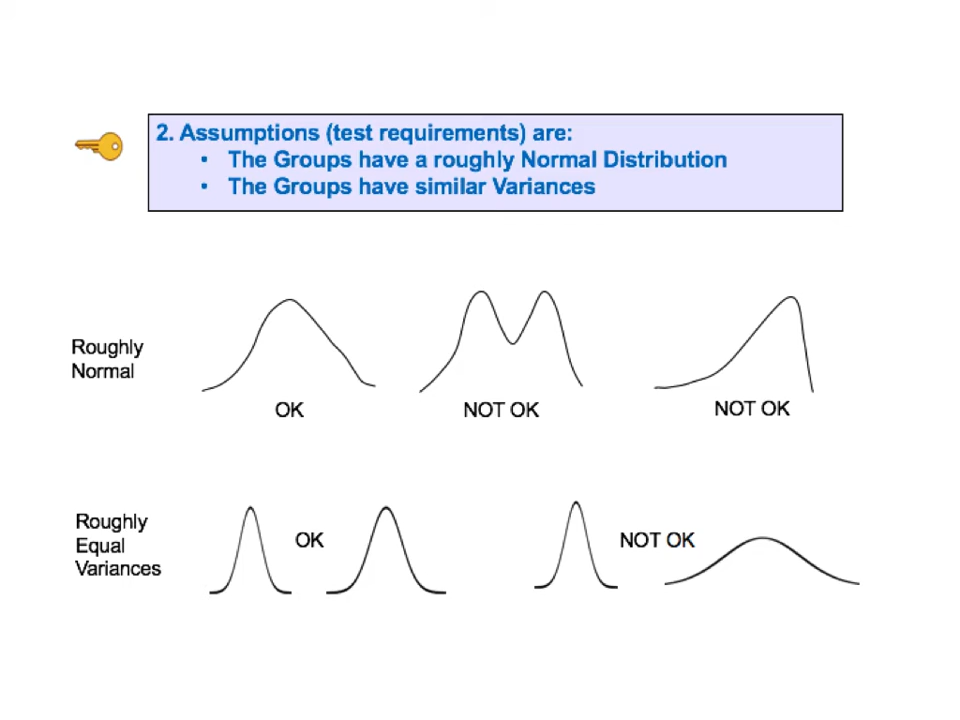 2. Assumptions (test requirements) are:
• The Groups have a roughly Normal Distribution
• The Groups have similar Variances
Roughly
Normal
OK
NOT OK
NOT OK
Roughly
Equal
Variances
OK
NOT OK